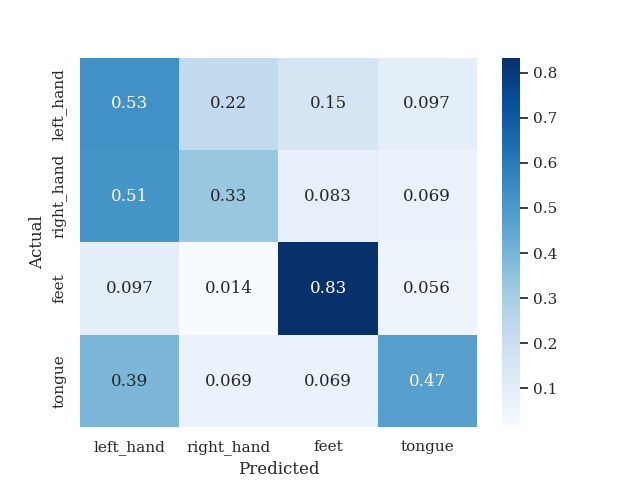 Actual
left_hand
right_hand
feet
tongue
0.53 0.22 0.15 0.097
0.51 0.33 0.083 0.069
0.097 0.014 0.83 0.056
0.39 0.069 0.069 0.47
left_hand right_hand feet tongue
Predicted
0.8
0.7
0.6
0.5
0.4
0.3
0.2
0.1